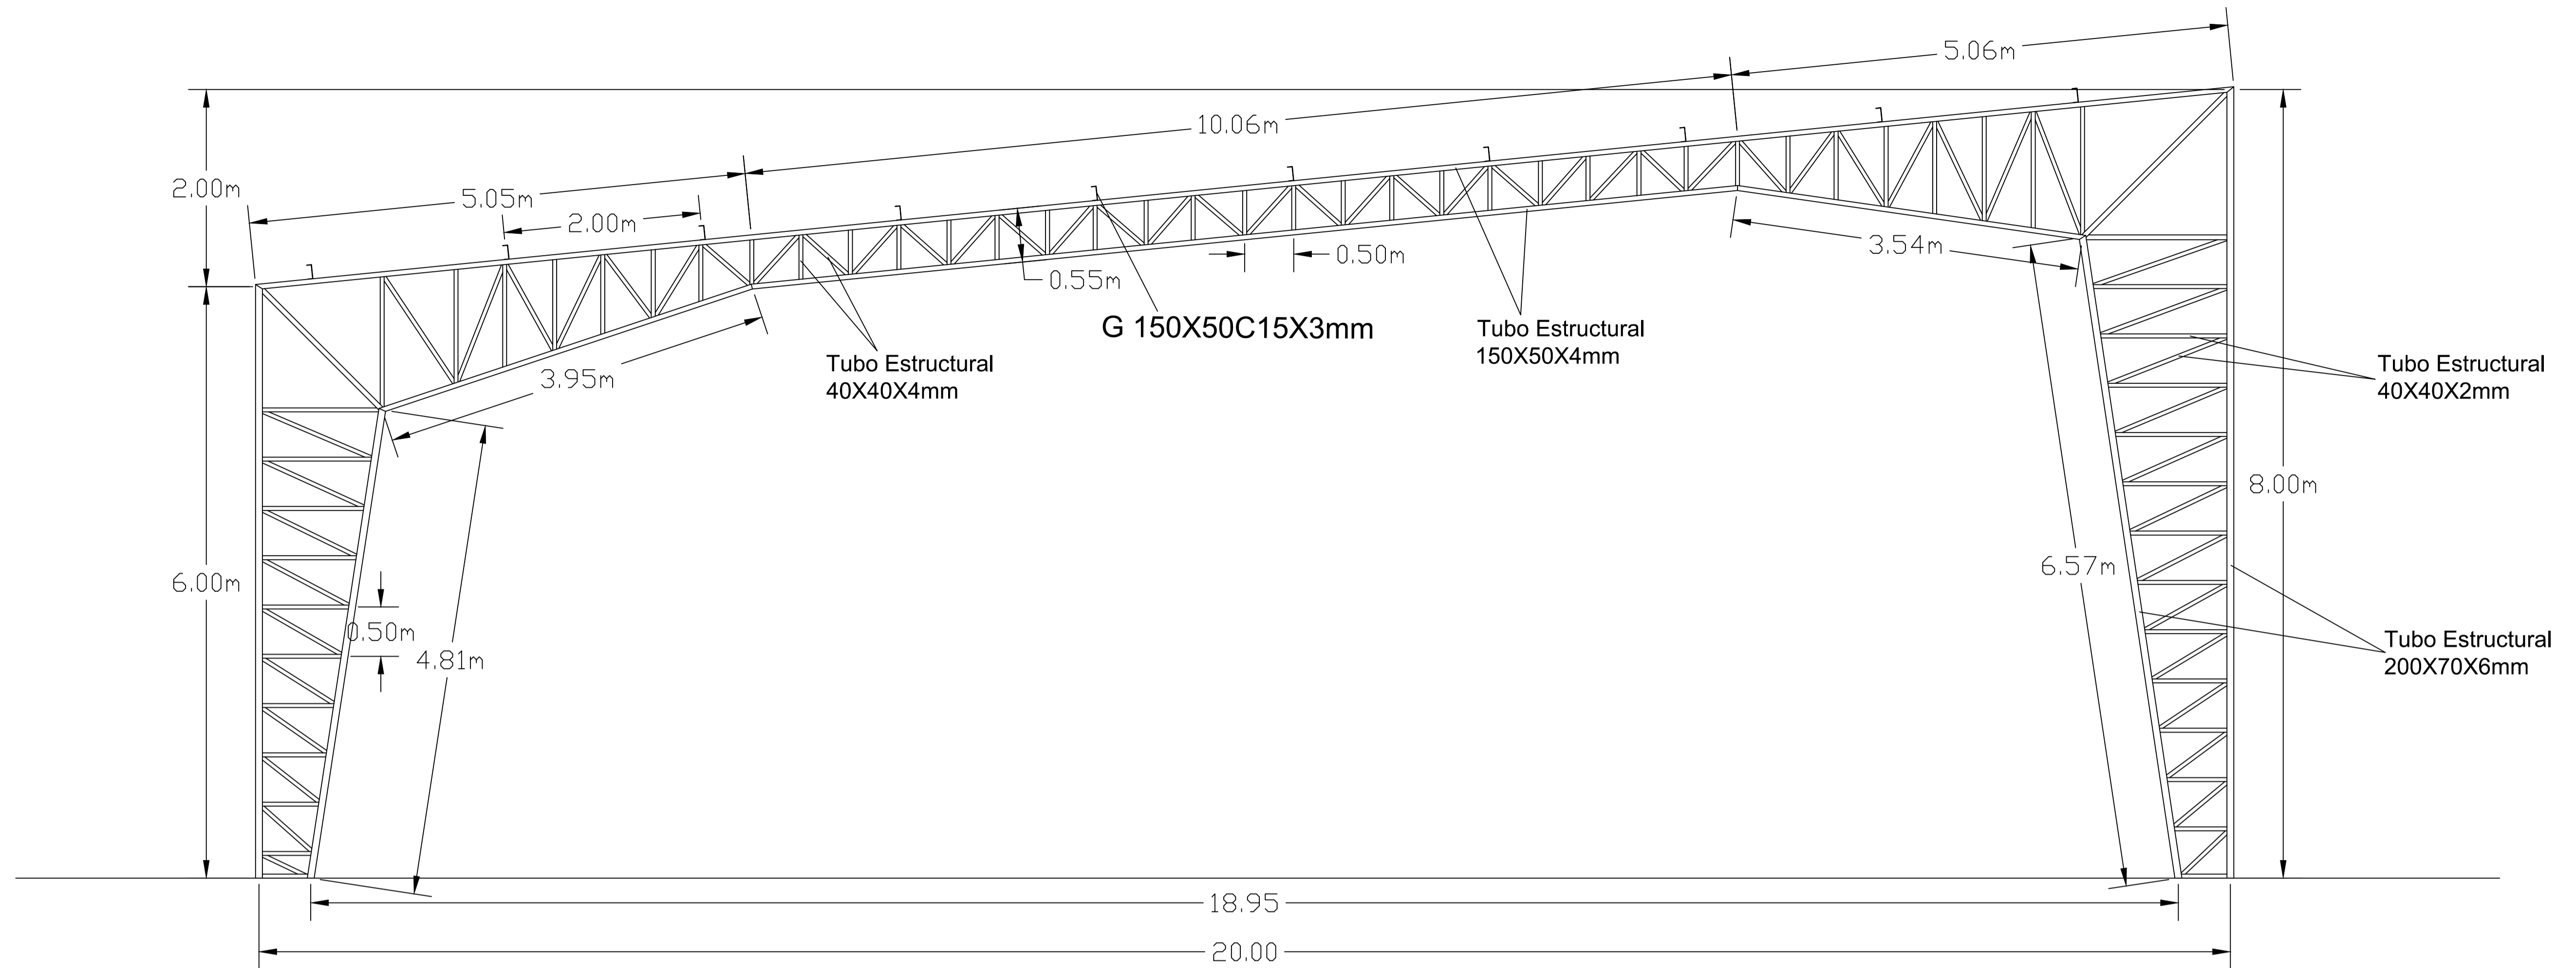 5.06m
10.06m
2.00m
5.05m
2.00m
3.54m
0.50m
0.55m
G 150X50C15X3mm
Tubo Estructural
150X50X4mm
Tubo Estructural
40X40X4mm
3.95m
Tubo Estructural
40X40X2mm
8.00m
6.00m
6.57m
0.50m
4.81m
Tubo Estructural
200X70X6mm
18.95
20.00